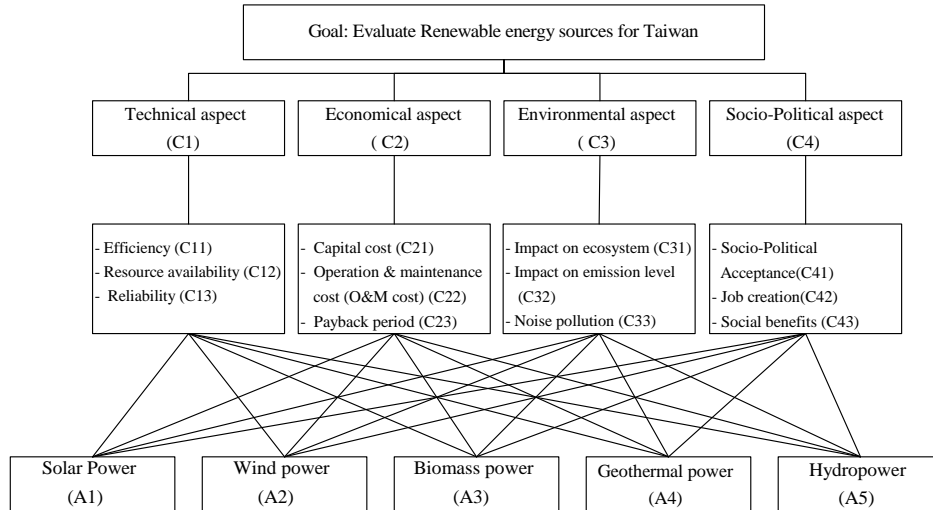 Goal: Evaluate Renewable energy sources for Taiwan
Technical aspect
(C1)
Economical aspect
( C2)
Environmental aspect
( C3)
Socio-Political aspect
(C4)
- Efficiency (C11)
- Resource availability (C12)
- Reliability (C13)
- Capital cost (C21)
- Operation & maintenance
cost (O&M cost) (C22)
- Payback period (C23)
- Impact on ecosystem (C31)
- Impact on emission level
(C32)
- Noise pollution (C33)
- Socio-Political
Acceptance(C41)
- Job creation(C42)
- Social benefits (C43)
Solar Power
(A1)
Wind power
(A2)
Biomass power
(A3)
Geothermal power
(A4)
Hydropower
(A5)